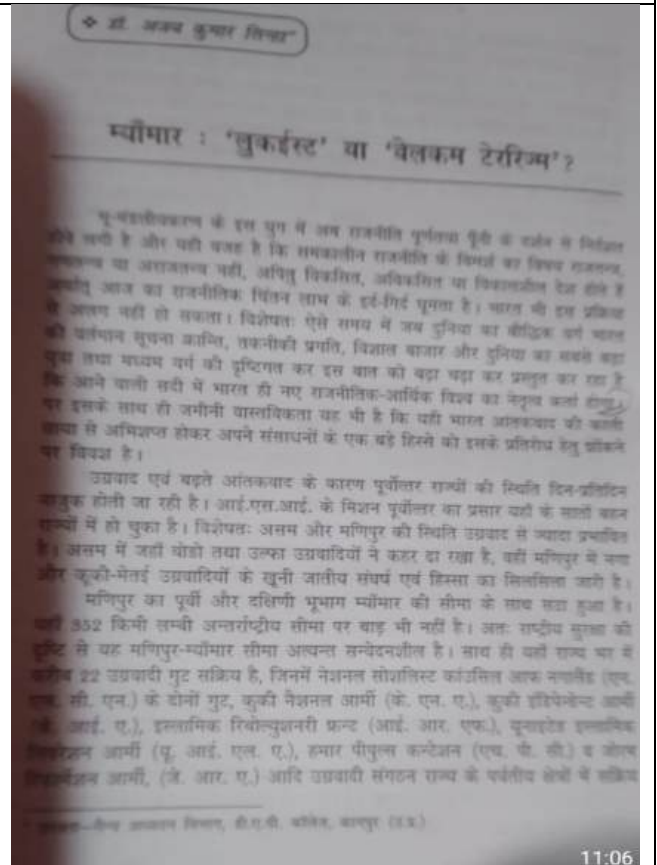 ❖ डॉ. अजय कुमार सिन्हा*
म्याँमार : ‘लुकईस्ट’ या ‘वेलकम टेररिज्म’?
भू-मंडलीयकरण के इस युग में अब राजनीति पूर्णतया पूँजी के दर्शन से निर्देशित
होने लगी है और यही वजह है कि समकालीन राजनीति के विमर्श का विषय राजतन्त्र,
या अराजतन्त्र नहीं, अपितु विकसित, अविकसित या विकासशील देश होते हैं
अर्थात् आज का राजनीतिक चिंतन लाभ के इर्द-गिर्द घूमता है। भारत भी इस प्रक्रिया
से अलग नहीं हो सकता। विशेषतः ऐसे समय में जब दुनिया का बौद्धिक वर्ग भारत
की वर्तमान सूचना क्रान्ति, तकनीकी प्रगति, विशाल बाजार और दुनिया का सबसे बड़ा
युवा तथा मध्यम वर्ग की दृष्टिगत कर इस बात को बढ़ा चढ़ा कर प्रस्तुत कर रहा है
कि आने वाली सदी में भारत ही नए राजनीतिक-आर्थिक विश्व का नेतृत्व कर्ता होगा।
पर इसके साथ ही जमीनी वास्तविकता यह भी है कि यही भारत आतंकवाद की काली
छाया से अभिशप्त होकर अपने संसाधनों के एक बड़े हिस्से को इसके प्रतिरोध हेतु झोंकने
पर विवश है।
उग्रवाद एवं बढ़ते आंतकवाद के कारण पूर्वोत्तर राज्यों की स्थिति दिन-प्रतिदिन
नाजुक होती जा रही है। आई.एस.आई. के मिशन पूर्वोत्तर का प्रसार यहाँ के सातों बहन
राज्यों में हो चुका है। विशेषतः असम और मणिपुर की स्थिति उग्रवाद से ज्यादा प्रभावित
है। असम में जहाँ बोडो तथा उल्फा उग्रवादियों ने कहर ढा रखा है, वहीं मणिपुर में नगा
और कूकी-मेतई उग्रवादियों के खूनी जातीय संघर्ष एवं हिस्सा का सिलसिला जारी है।
मणिपुर का पूर्वी और दक्षिणी भूभाग म्याँमार की सीमा के साथ सटा हुआ है।
यहाँ 352 किमी लम्बी अन्तर्राष्ट्रीय सीमा पर बाड़ भी नहीं है। अतः राष्ट्रीय सुरक्षा की
दृष्टि से यह मणिपुर-म्याँमार सीमा अत्यन्त सन्वेदनशील है। साथ ही यहाँ राज्य भर में
करीब 22 उग्रवादी गुट सक्रिय है, जिनमें नेशनल सोशलिस्ट काउंसिल आफ नगालैंड (एन.
एस. सी. एन.) के दोनों गुट, कुकी नैशनल आर्मी (के. एन. ए.), कुकी इंडिपेन्डेन्ट आर्मी
आई. ए.), इस्लामिक रिवोल्युशनरी फ्रन्ट (आई. आर. एफ.), यूनाइटेड इस्लामिक
लिबरेशन आर्मी (यू. आई. एल. ए.), हमार पीपुल्स कन्वेंशन (एच. पी. सी.) व जोत्म
आर्मी, (जे. आर. ए.) आदि उग्रवादी संगठन राज्य के पर्वतीय क्षेत्रों में सक्रिय
अध्ययन विभाग, डी.ए.वी. कॉलेज, कानपुर (उ.प्र.)
11:06